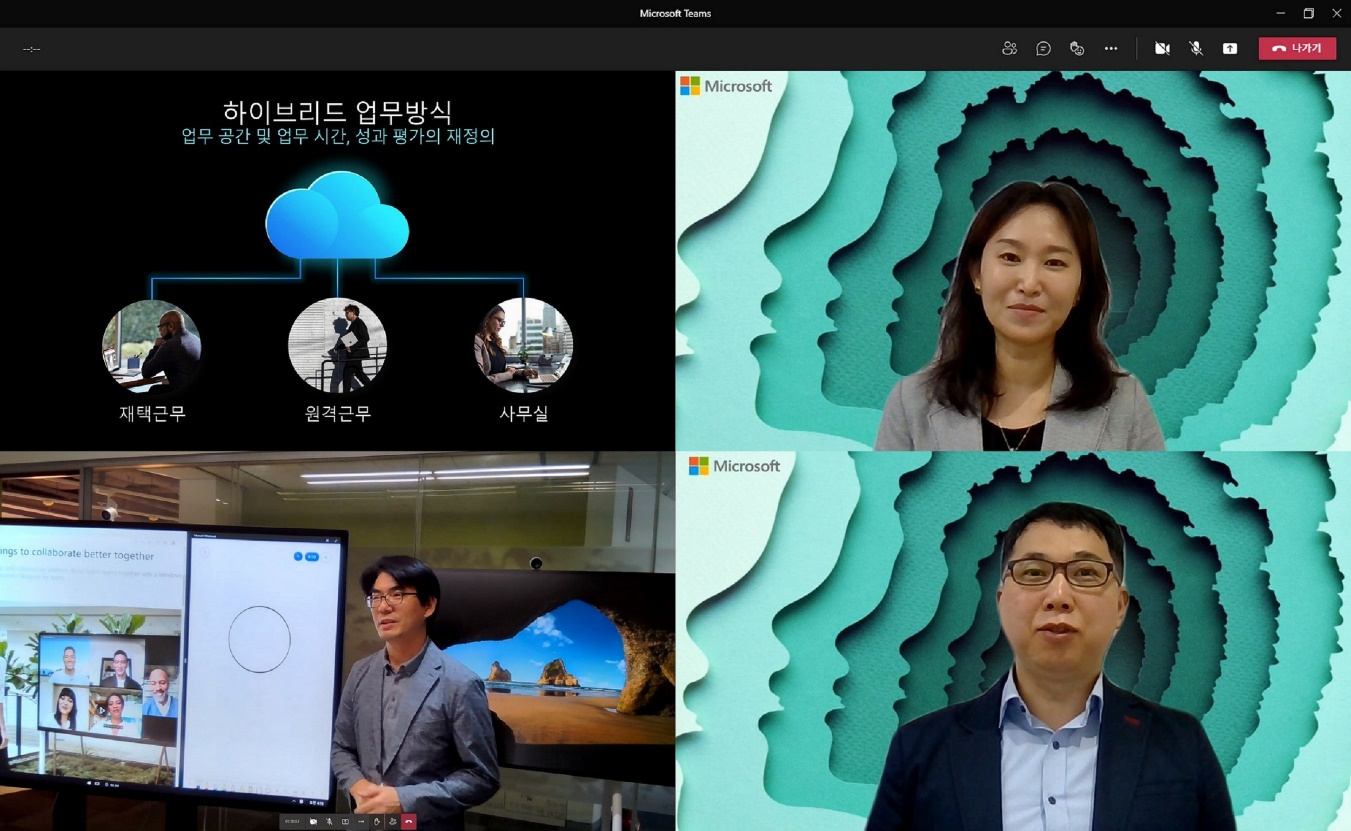 Microsoft Teams
--:--
나가기
하이브리드 업무방식
업무 공간 및 업무 시간, 성과 평가의 재정의
재택근무
원격근무
사무실
Microsoft
ings to collaborate better together
Microsoft